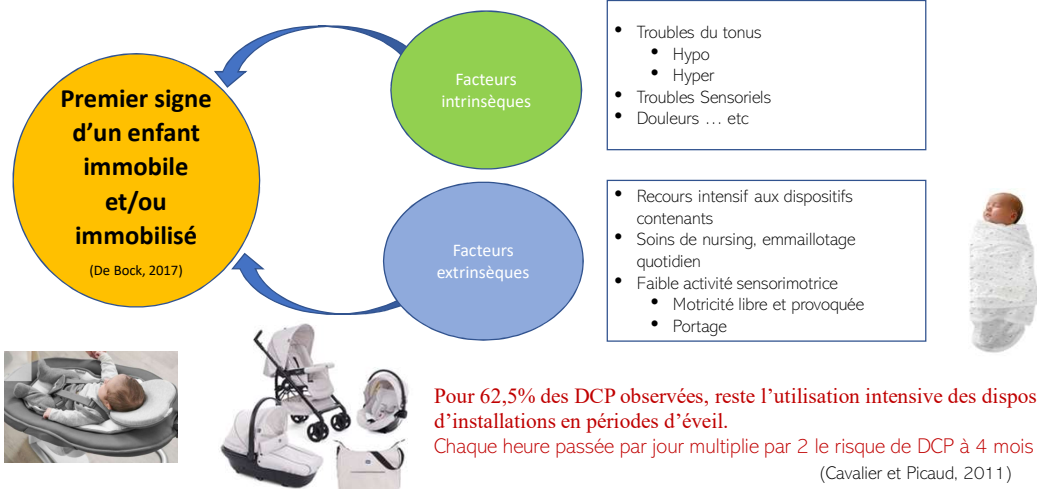 Premier signe
d'un enfant
immobile
et/ou
immobilisé
(De Bock, 2017)
Facteurs
intrinsèques
• Troubles du tonus
• Hypo
• Hyper
• Troubles Sensoriels
• Douleurs … etc
Facteurs
extrinsèques
• Recours intensif aux dispositifs
contenants
• Soins de nursing, emmaillotage
quotidien
• Faible activité sensorimotrice
• Motricité libre et provoquée
• Portage
Pour 62,5% des DCP observées, reste l'utilisation intensive des dispos
d'installations en périodes d'éveil.
Chaque heure passée par jour multiplie par 2 le risque de DCP à 4 mois
(Cavalier et Picaud, 2011)